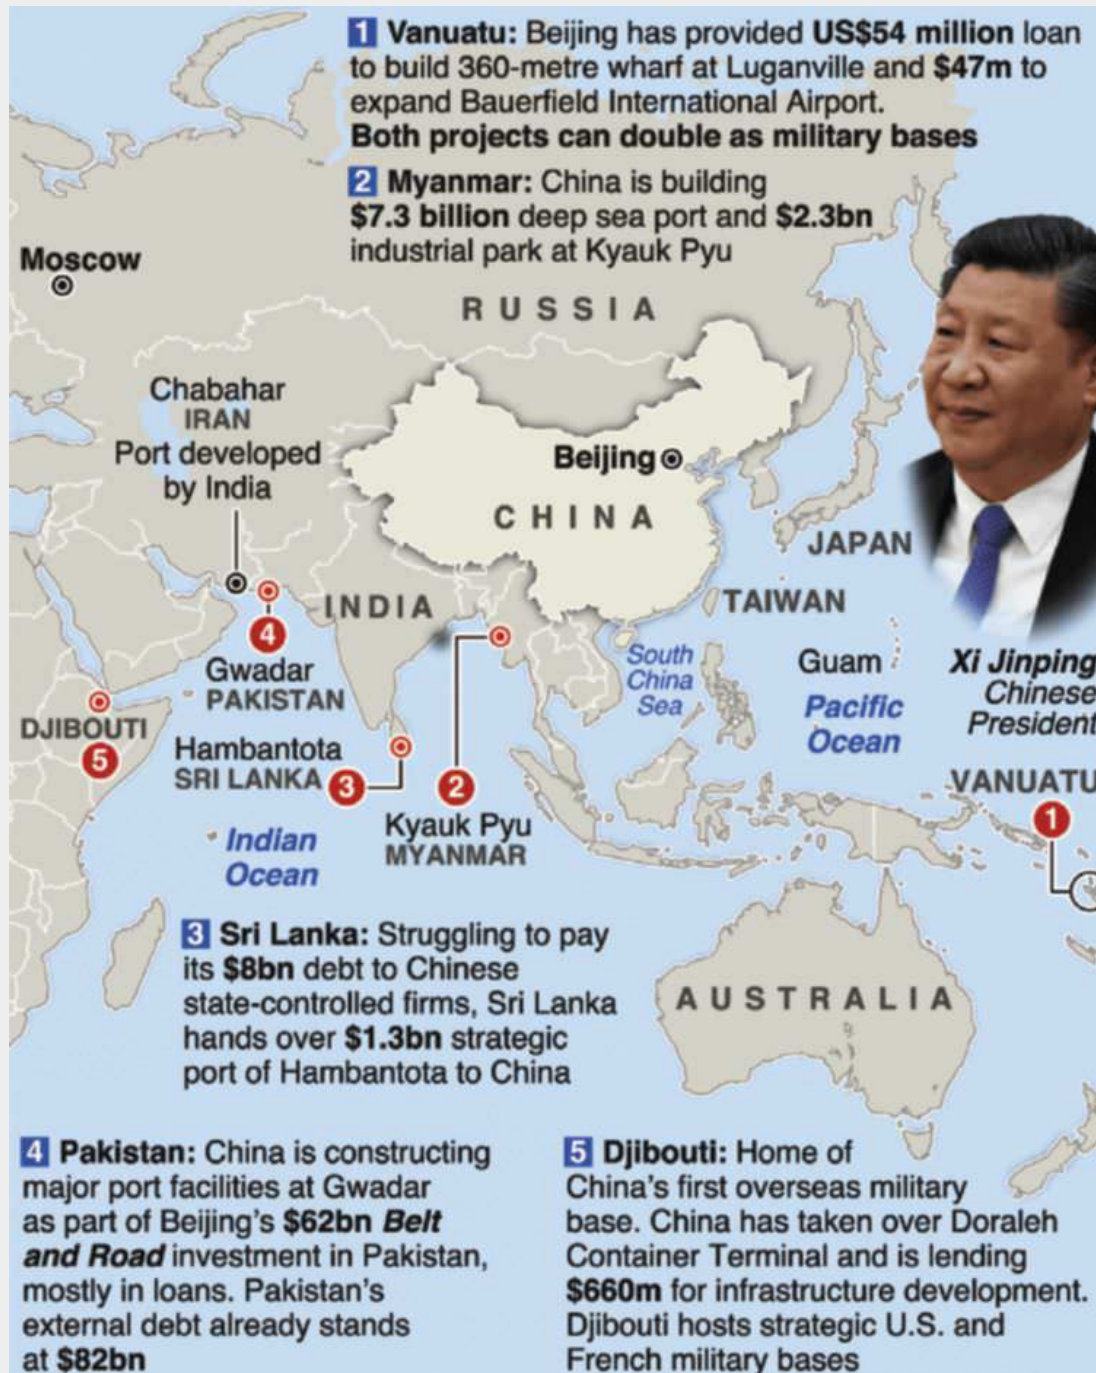 1 Vanuatu: Beijing has provided US$54 million loan
to build 360-metre wharf at Luganville and $47m to
expand Bauerfield International Airport.
Both projects can double as military bases
2 Myanmar: China is building
$7.3 billion deep sea port and $2.3bn
industrial park at Kyauk Pyu
Moscow
RUSSIA
Chabahar
IRAN
Port developed
by India
Beijing
CHINA
JAPAN
TAIWAN
INDIA
4
Gwadar
PAKISTAN
South
China
Sea
Guam
Pacific
Ocean
Xi Jinping
Chinese
President
DJIBOUTI
5
Hambantota
SRI LANKA
3
2
Kyauk Pyu
MYANMAR
VANUATU
1
Indian
Ocean
AUSTRALIA
3 Sri Lanka: Struggling to pay
its $8bn debt to Chinese
state-controlled firms, Sri Lanka
hands over $1.3bn strategic
port of Hambantota to China
4 Pakistan: China is constructing
major port facilities at Gwadar
as part of Beijing's $62bn Belt
and Road investment in Pakistan,
mostly in loans. Pakistan's
external debt already stands
at $82bn
5 Djibouti: Home of
China's first overseas military
base. China has taken over Doraleh
Container Terminal and is lending
$660m for infrastructure development.
Djibouti hosts strategic U.S. and
French military bases